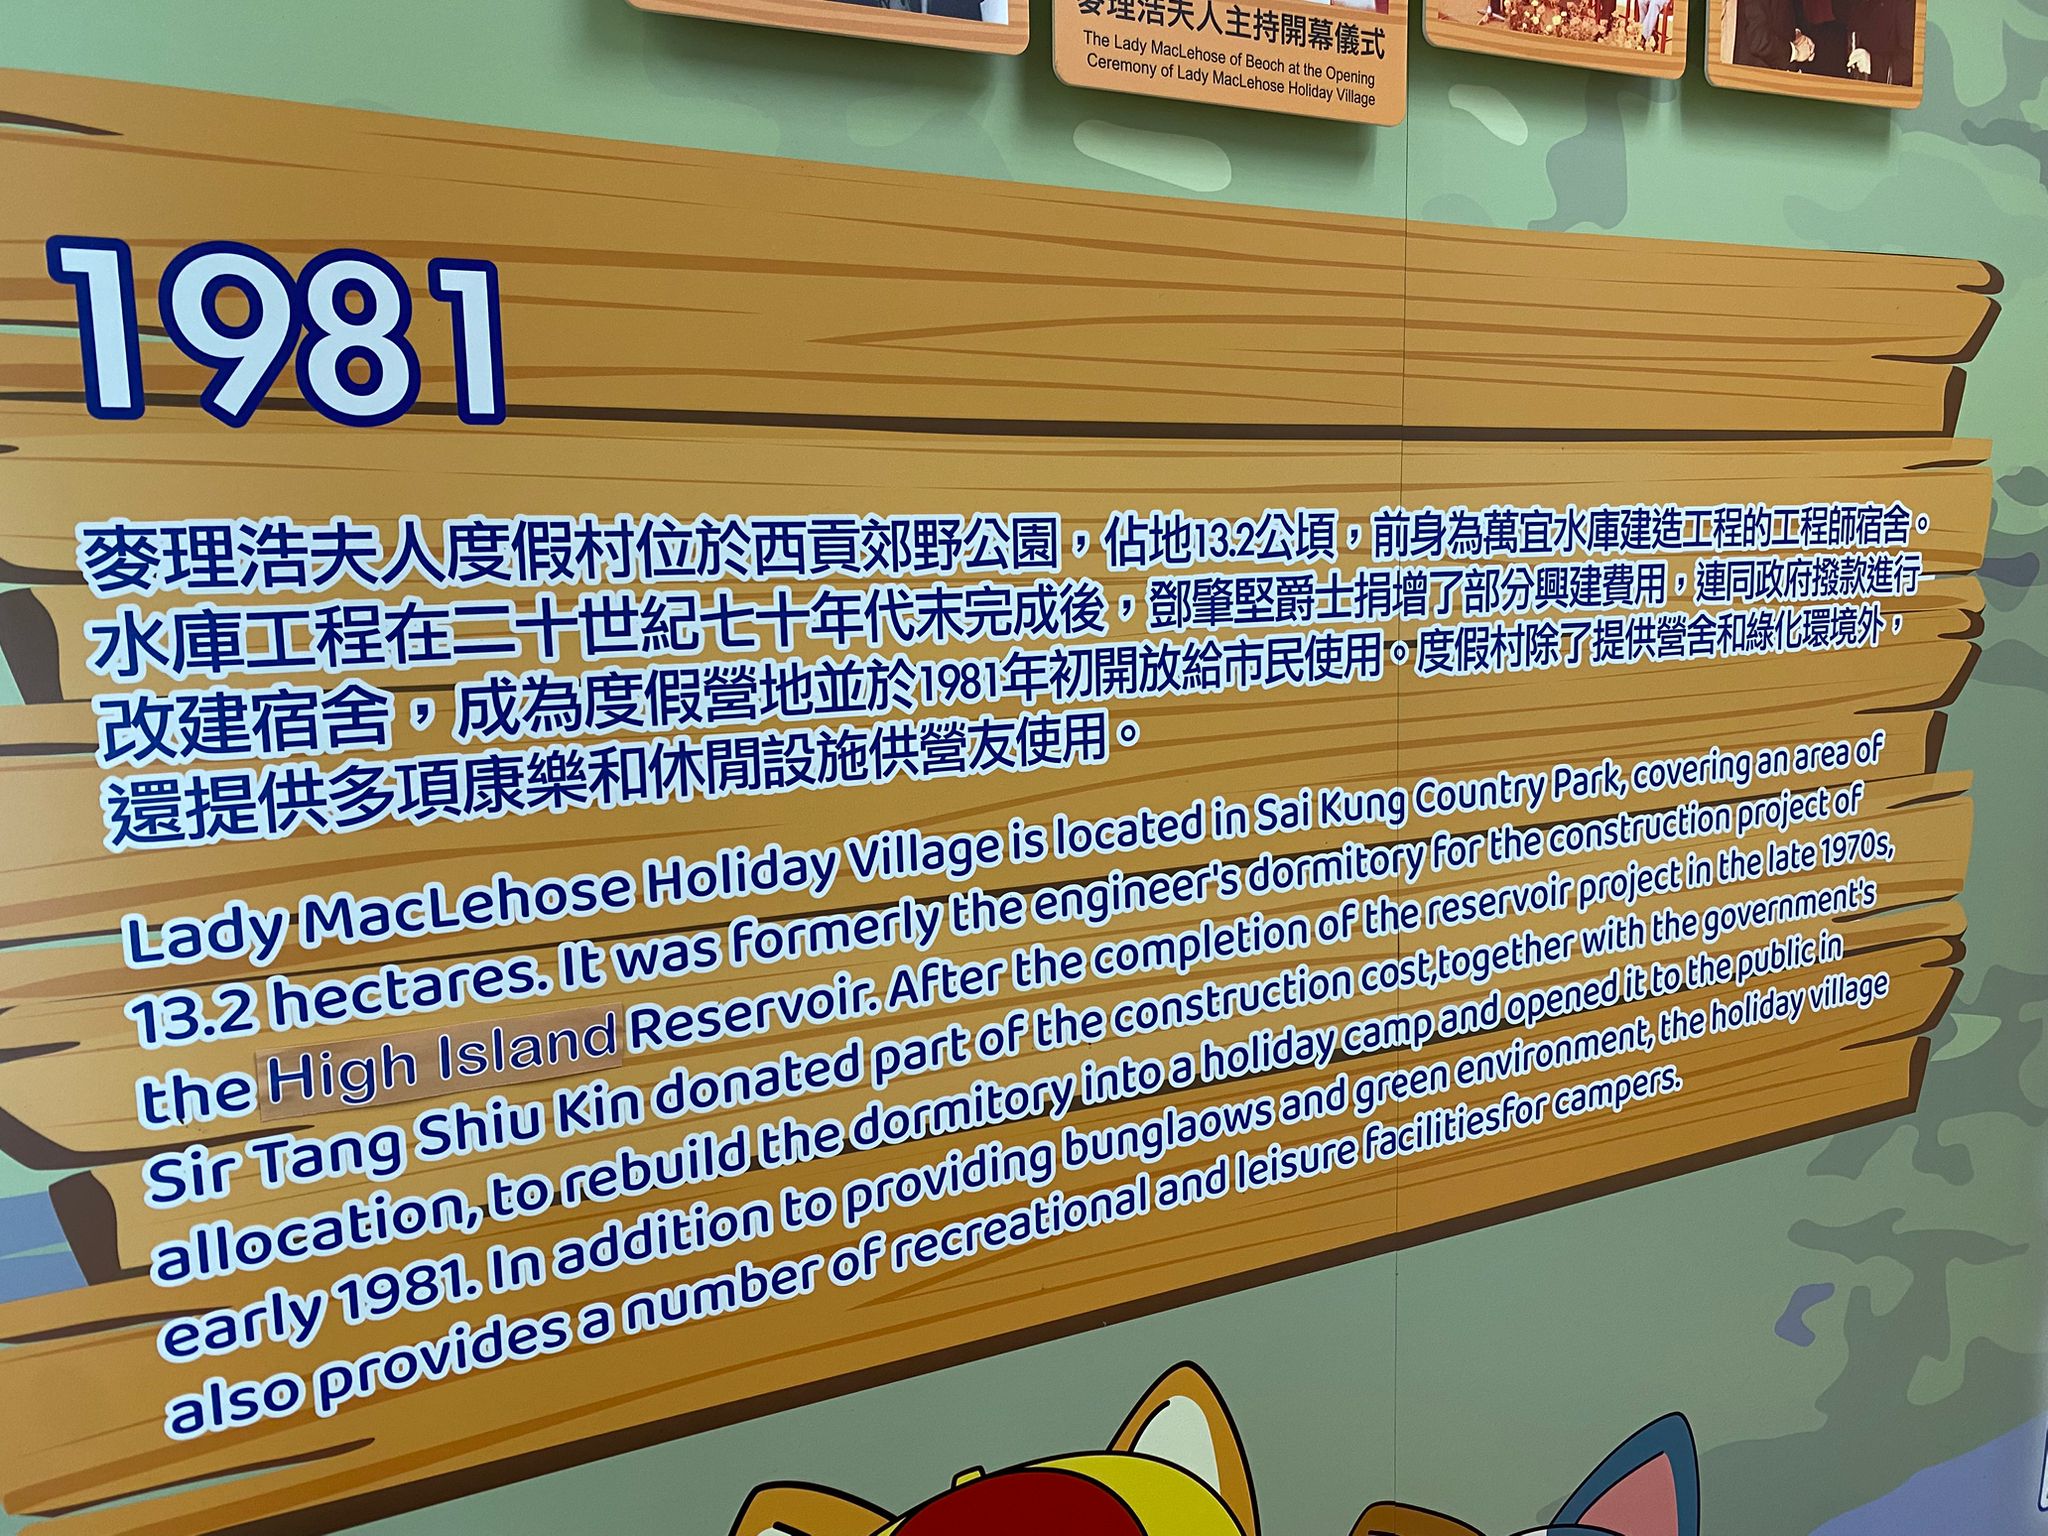 麥理浩夫人主持開幕儀式
The Lady MacLehose of Beoch at the Opening
Ceremony of Lady MacLehose Holiday Village
1981
麥理浩夫人度假村位於西貢郊野公園，佔地13.2公頃，前身為萬宜水庫建造工程的工程師宿舍。
水庫工程在二十世紀七十年代末完成後，鄧肇堅爵士捐增了部分興建費用，連同政府撥款進行
改建宿舍，成為度假營地並於1981年初開放給市民使用。度假村除了提供營舍和綠化環境外，
還提供多項康樂和休閒設施供營友使用。
Lady MacLehose Holiday Village is located in Sai Kung Country Park, covering an area of
13.2 hectares. It was formerly the engineer's dormitory for the construction project of
the High Island Reservoir. After the completion of the reservoir project in the late 1970s,
Sir Tang Shiu Kin donated part of the construction cost,together with the government's
allocation, to rebuild the dormitory into a holiday camp and opened it to the public in
early 1981. In addition to providing bunglaows and green environment, the holiday village
also provides a number of recreational and leisure facilitiesfor campers.